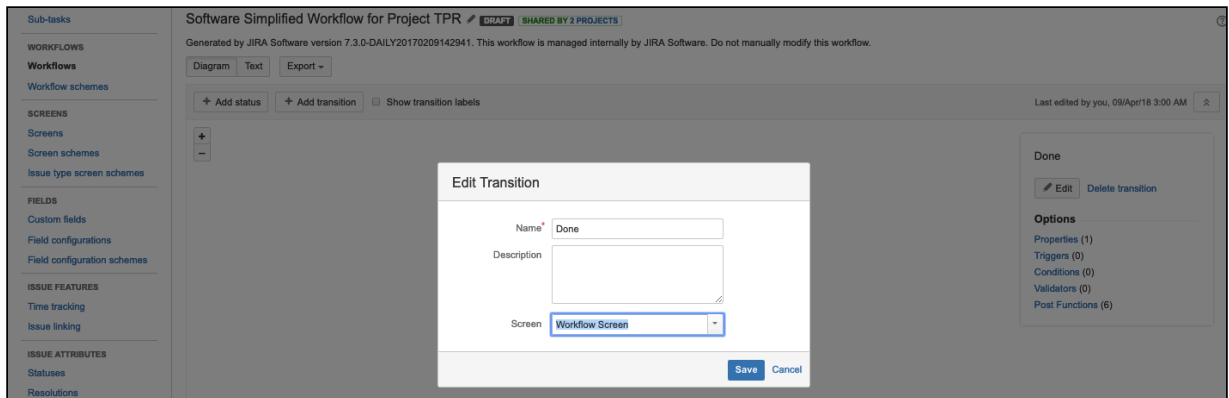 Sub-tasks
WORKFLOWS
Workflows
Workflow schemes
SCREENS
Screens
Screen schemes
Issue type screen schemes
FIELDS
Custom fields
Field configurations
Field configuration schemes
ISSUE FEATURES
Time tracking
Issue linking
ISSUE ATTRIBUTES
Statuses
Resolutions
Software Simplified Workflow for Project TPR DRAFT SHARED BY 2 PROJECTS
Generated by JIRA Software version 7.3.0-DAILY20170209142941. This workflow is managed internally by JIRA Software. Do not manually modify this workflow.
Diagram Text Export
+ Add status + Add transition Show transition labels Last edited by you, 09/Apr/18 3:00 AM
+
−
Edit Transition
Name* Done
Description
Screen Workflow Screen
Save Cancel
Done
Edit Delete transition
Options
Properties (1)
Triggers (0)
Conditions (0)
Validators (0)
Post Functions (6)